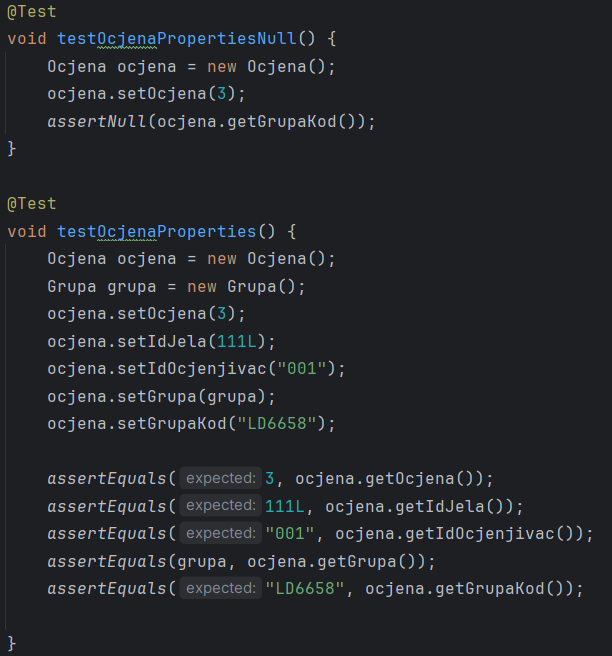 @Test
void testOcjenaPropertiesNull() {
    Ocjena ocjena = new Ocjena();
    ocjena.setOcjena(3);
    assertNull(ocjena.getGrupaKod());
}

@Test
void testOcjenaProperties() {
    Ocjena ocjena = new Ocjena();
    Grupa grupa = new Grupa();
    ocjena.setOcjena(3);
    ocjena.setIdJela(111L);
    ocjena.setIdOcjenjivac("001");
    ocjena.setGrupa(grupa);
    ocjena.setGrupaKod("LD6658");

    assertEquals( expected: 3, ocjena.getOcjena());
    assertEquals( expected: 111L, ocjena.getIdJela());
    assertEquals( expected: "001", ocjena.getIdOcjenjivac());
    assertEquals(grupa, ocjena.getGrupa());
    assertEquals( expected: "LD6658", ocjena.getGrupaKod());

}